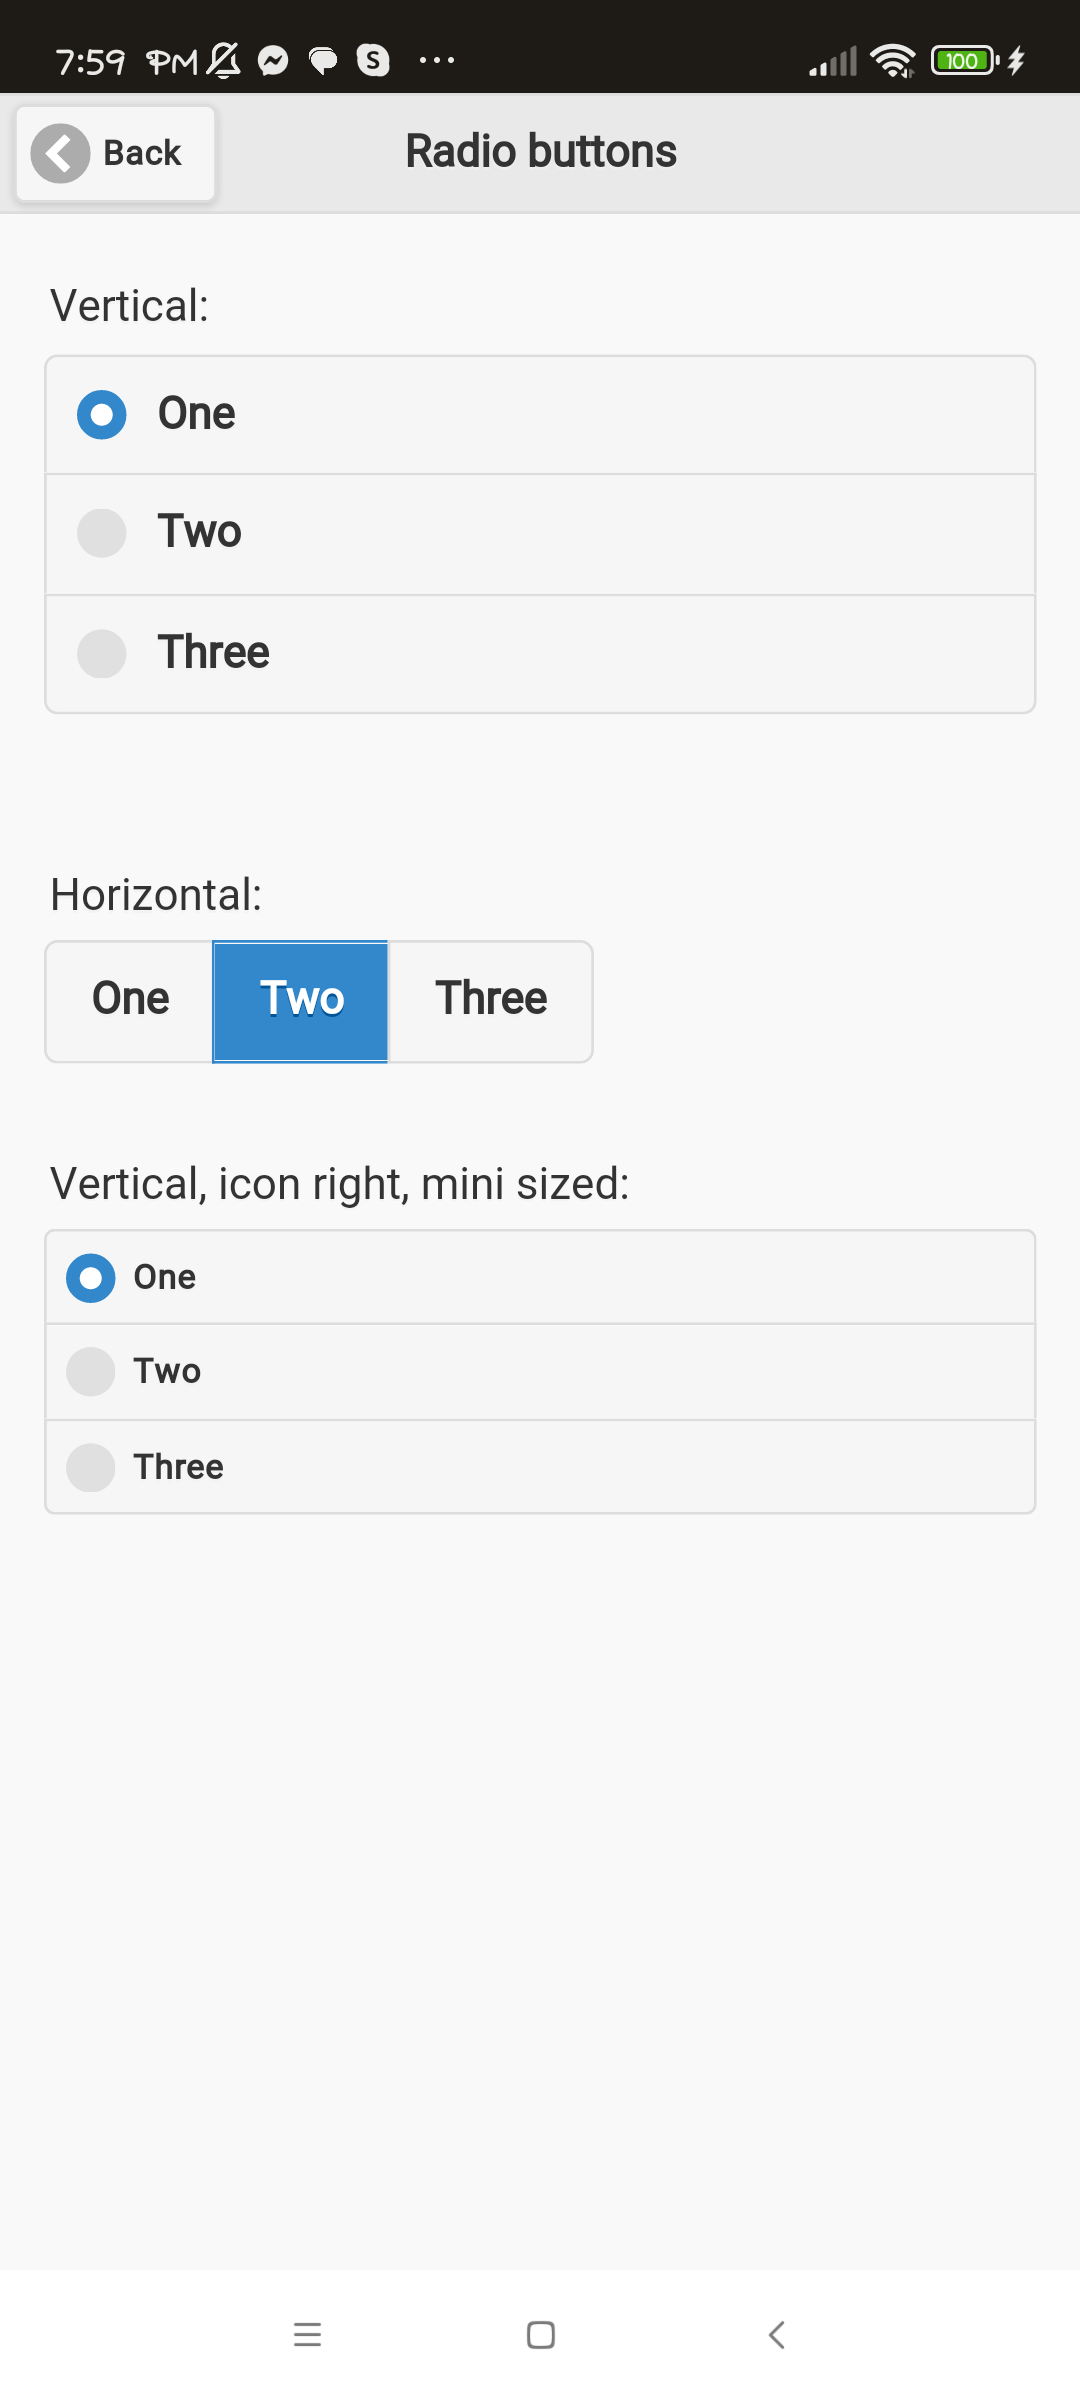 7:59 PM S ... 100
Back
Radio buttons
Vertical:
One
Two
Three
Horizontal:
One Two Three
Vertical, icon right, mini sized:
One
Two
Three